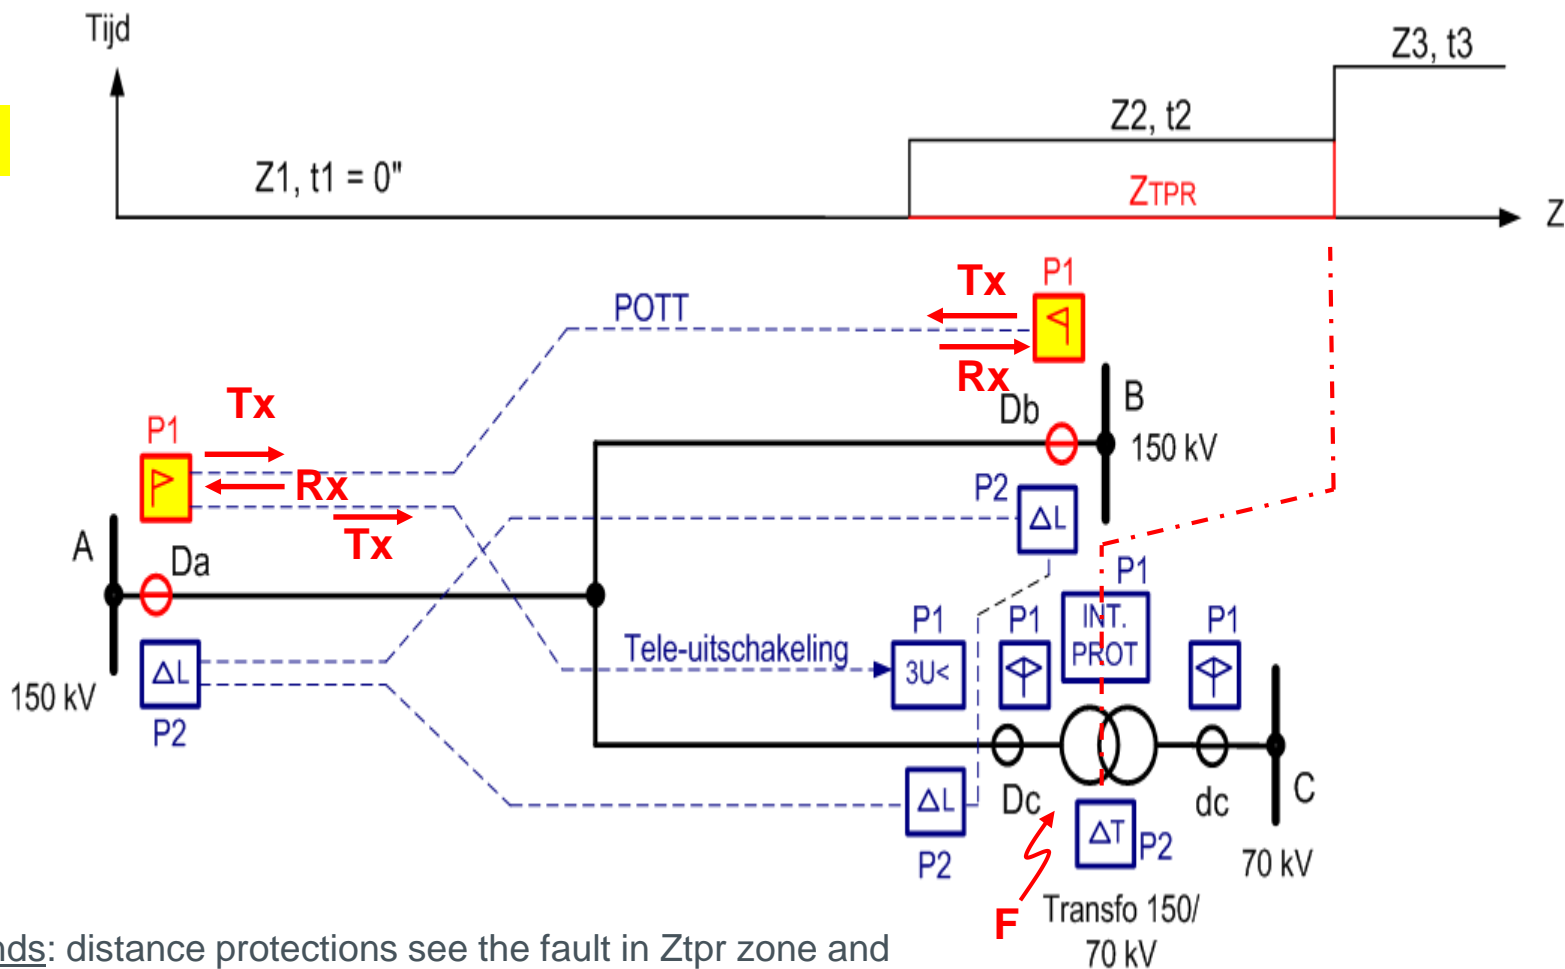 Tijd
Z3, t3
Z2, t2
Z1, t1 = 0"
ZTPR
Z
P1
Tx
POTT
Rx
Tx
B
Db
P1
150 kV
Rx
P2
Tx
ΔL
A
Da
P1
INT.
PROT
P1
P1
P1
Tele-uitschakeling
3U<
ΔL
150 kV
P2
ΔL
Dc
dc
C
ΔT
P2
P2
70 kV
F
Transfo 150/
70 kV
nds: distance protections see the fault in Ztpr zone and